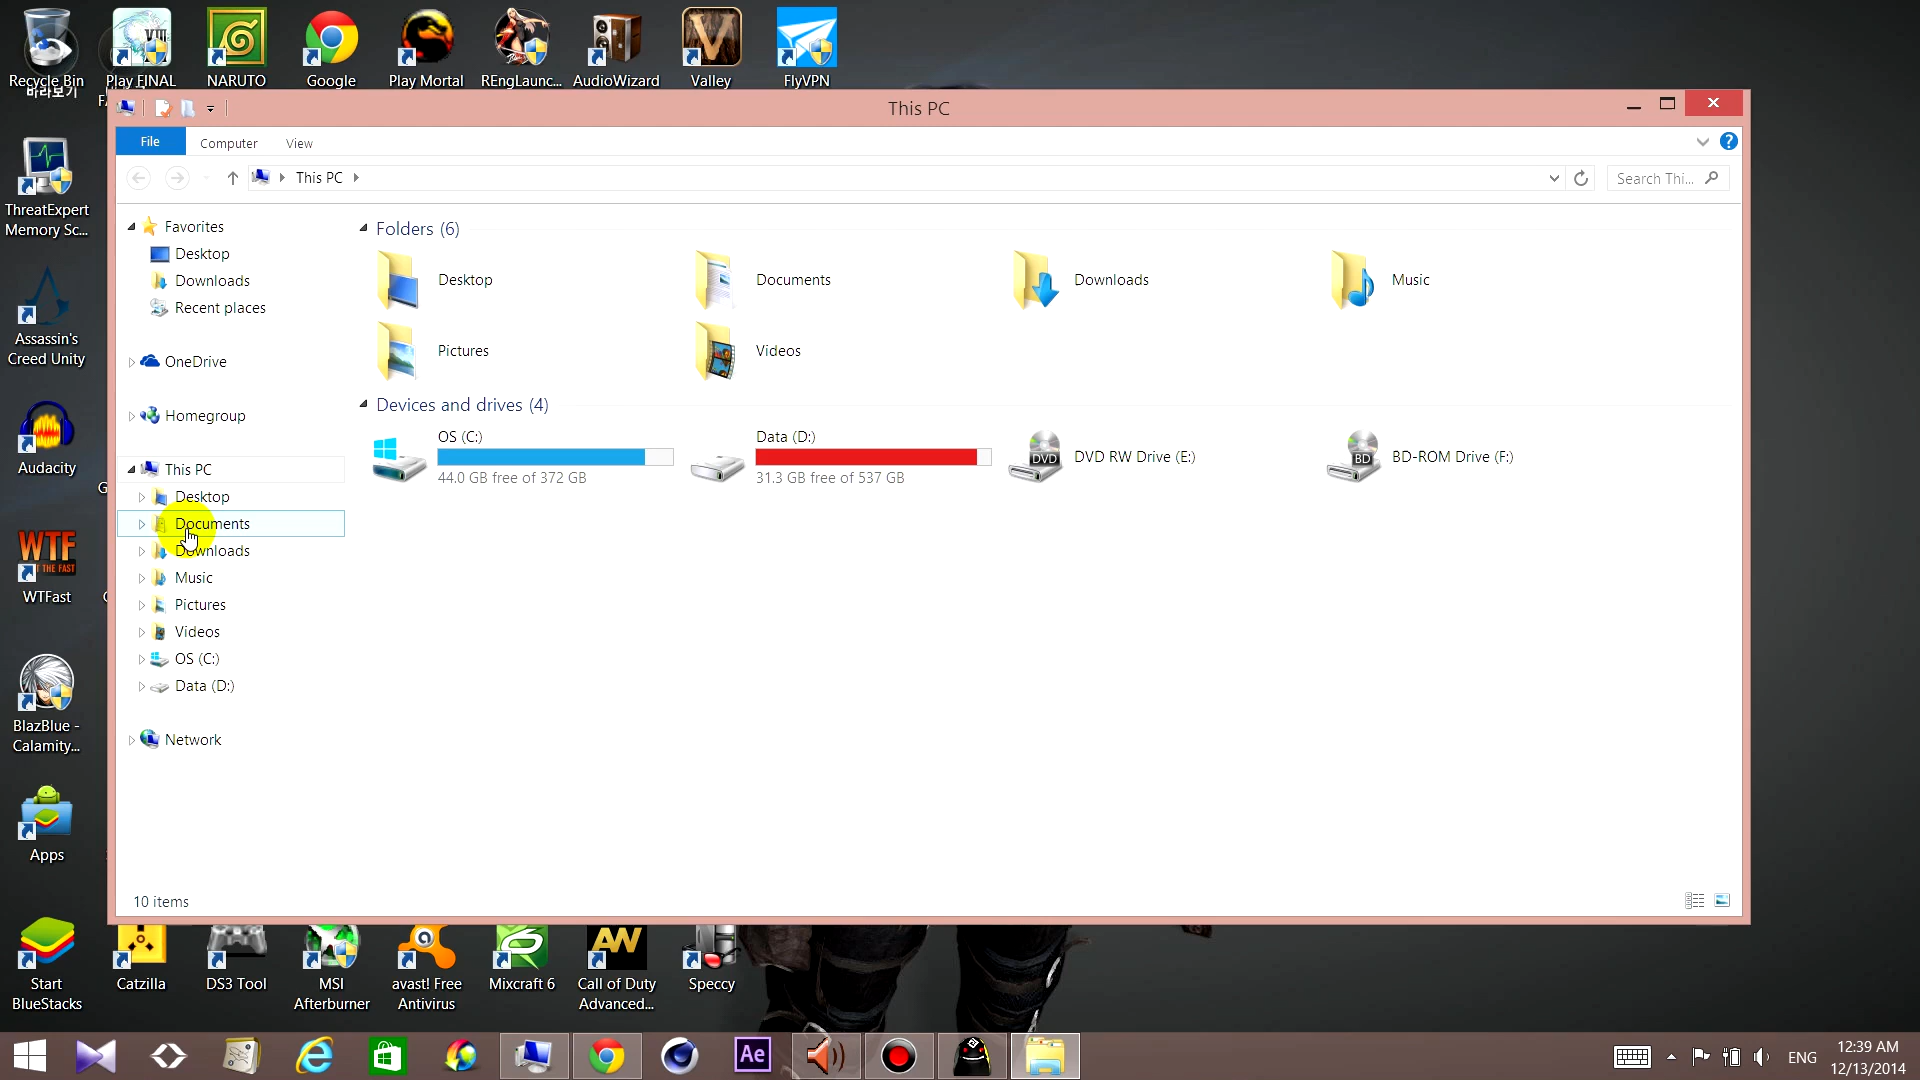 Recycle Bin
Play FINAL
NARUTO
Google
Play Mortal
REngLaunc...
AudioWizard
Valley
FlyVPN
바라보기
This PC
File
Computer
View
This PC
Search Thi...
ThreatExpert
Memory Sc...
Assassin's
Creed Unity
Audacity
WTF
WTFast
BlazBlue -
Calamity...
Apps
Favorites
Desktop
Downloads
Recent places
OneDrive
Homegroup
This PC
Desktop
Documents
Downloads
Music
Pictures
Videos
OS (C:)
Data (D:)
Network
Folders (6)
Desktop
Documents
Downloads
Music
Pictures
Videos
Devices and drives (4)
OS (C:)
44.0 GB free of 372 GB
Data (D:)
31.3 GB free of 537 GB
DVD
DVD RW Drive (E:)
BD
BD-ROM Drive (F:)
10 items
Start
BlueStacks
Catzilla
DS3 Tool
MSI
Afterburner
avast! Free
Antivirus
Mixcraft 6
AW
Call of Duty
Advanced...
Speccy
Ae
ENG
12:39 AM
12/13/2014